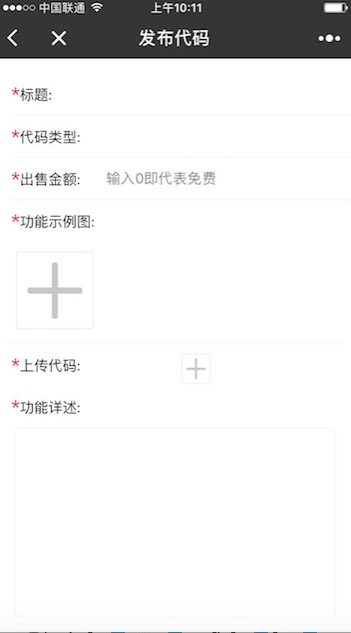 中国联通 上午10:11
发布代码
*标题:
*代码类型:
*出售金额: 输入0即代表免费
*功能示例图:
*上传代码:
*功能详述: